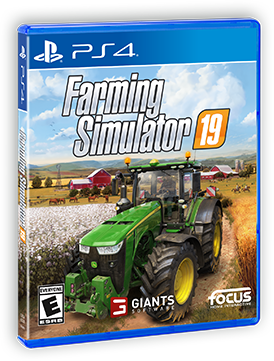 PS4
Farming
Simulator 19
EVERYONE
E
ESRB
GIANTS
SOFTWARE
FOCUS
HOME INTERACTIVE